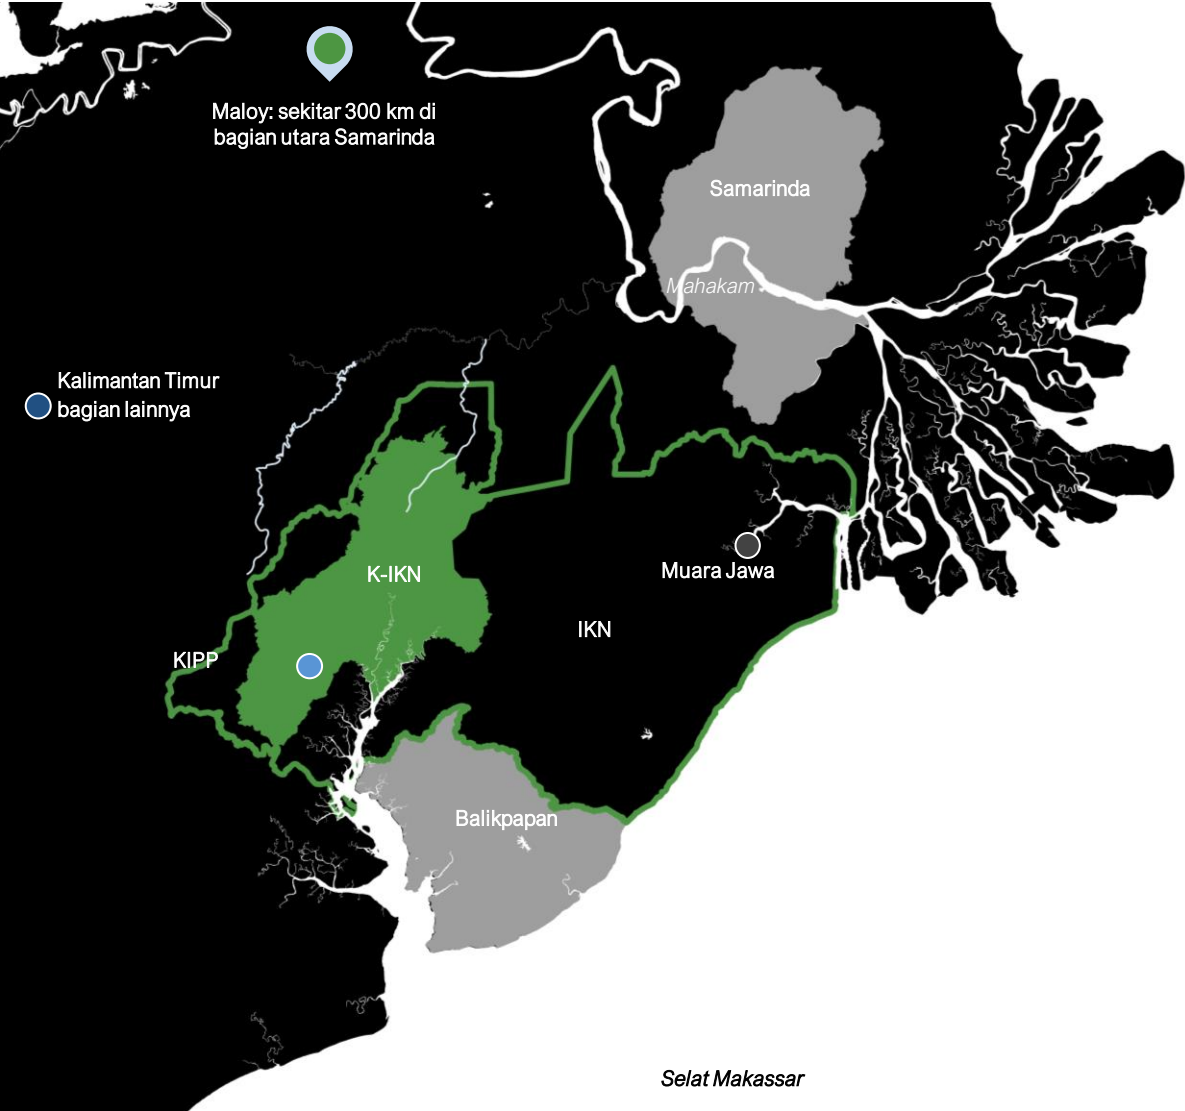 Maloy: sekitar 300 km di
bagian utara Samarinda
Samarinda
Mahakam
Kalimantan Timur
bagian lainnya
K-IKN
Muara Jawa
IKN
KIPP
Balikpapan
Selat Makassar